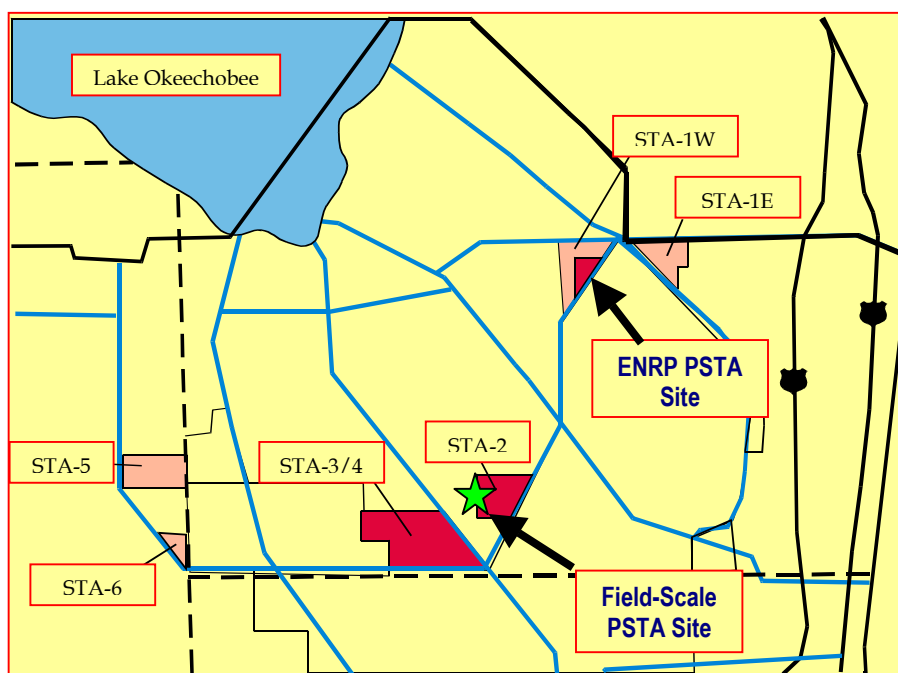 Lake Okeechobee
STA-1W
STA-1E
ENRP PSTA
Site
STA-2
STA-5
STA-3/4
STA-6
Field-Scale
PSTA Site